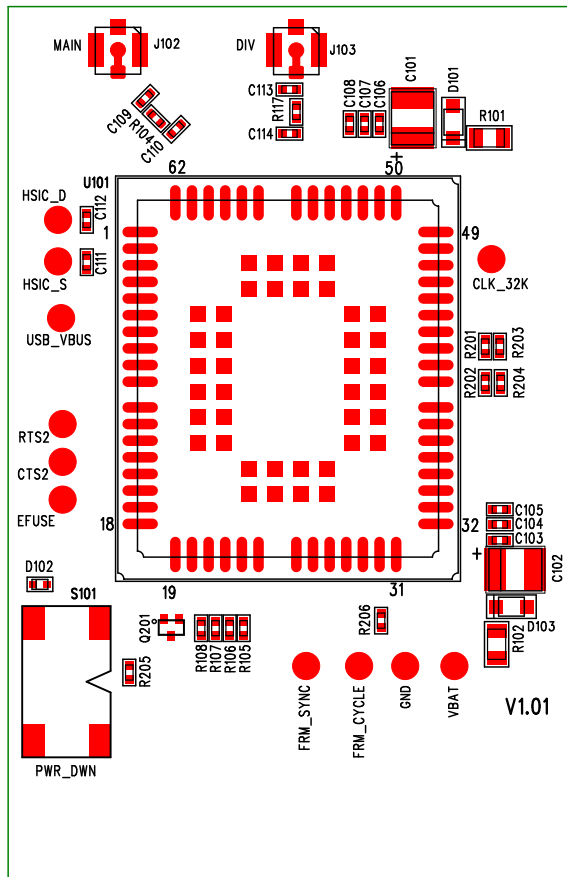 MAIN
J102
DIV
J103
C101
D101
R101
C113
R117
C114
C108
C107
C106
C109
R104
C110
+
62
50
U101
HSIC_D
C112
1
49
HSIC_S
C111
CLK_32K
USB_VBUS
R201
R203
R202
R204
RTS2
CTS2
EFUSE
18
32
C105
C104
C103
+
C102
D102
19
31
S101
Q201
R108
R107
R106
R105
R206
D103
R102
R205
FRM_SYNC
FRM_CYCLE
GND
VBAT
V1.01
PWR_DWN